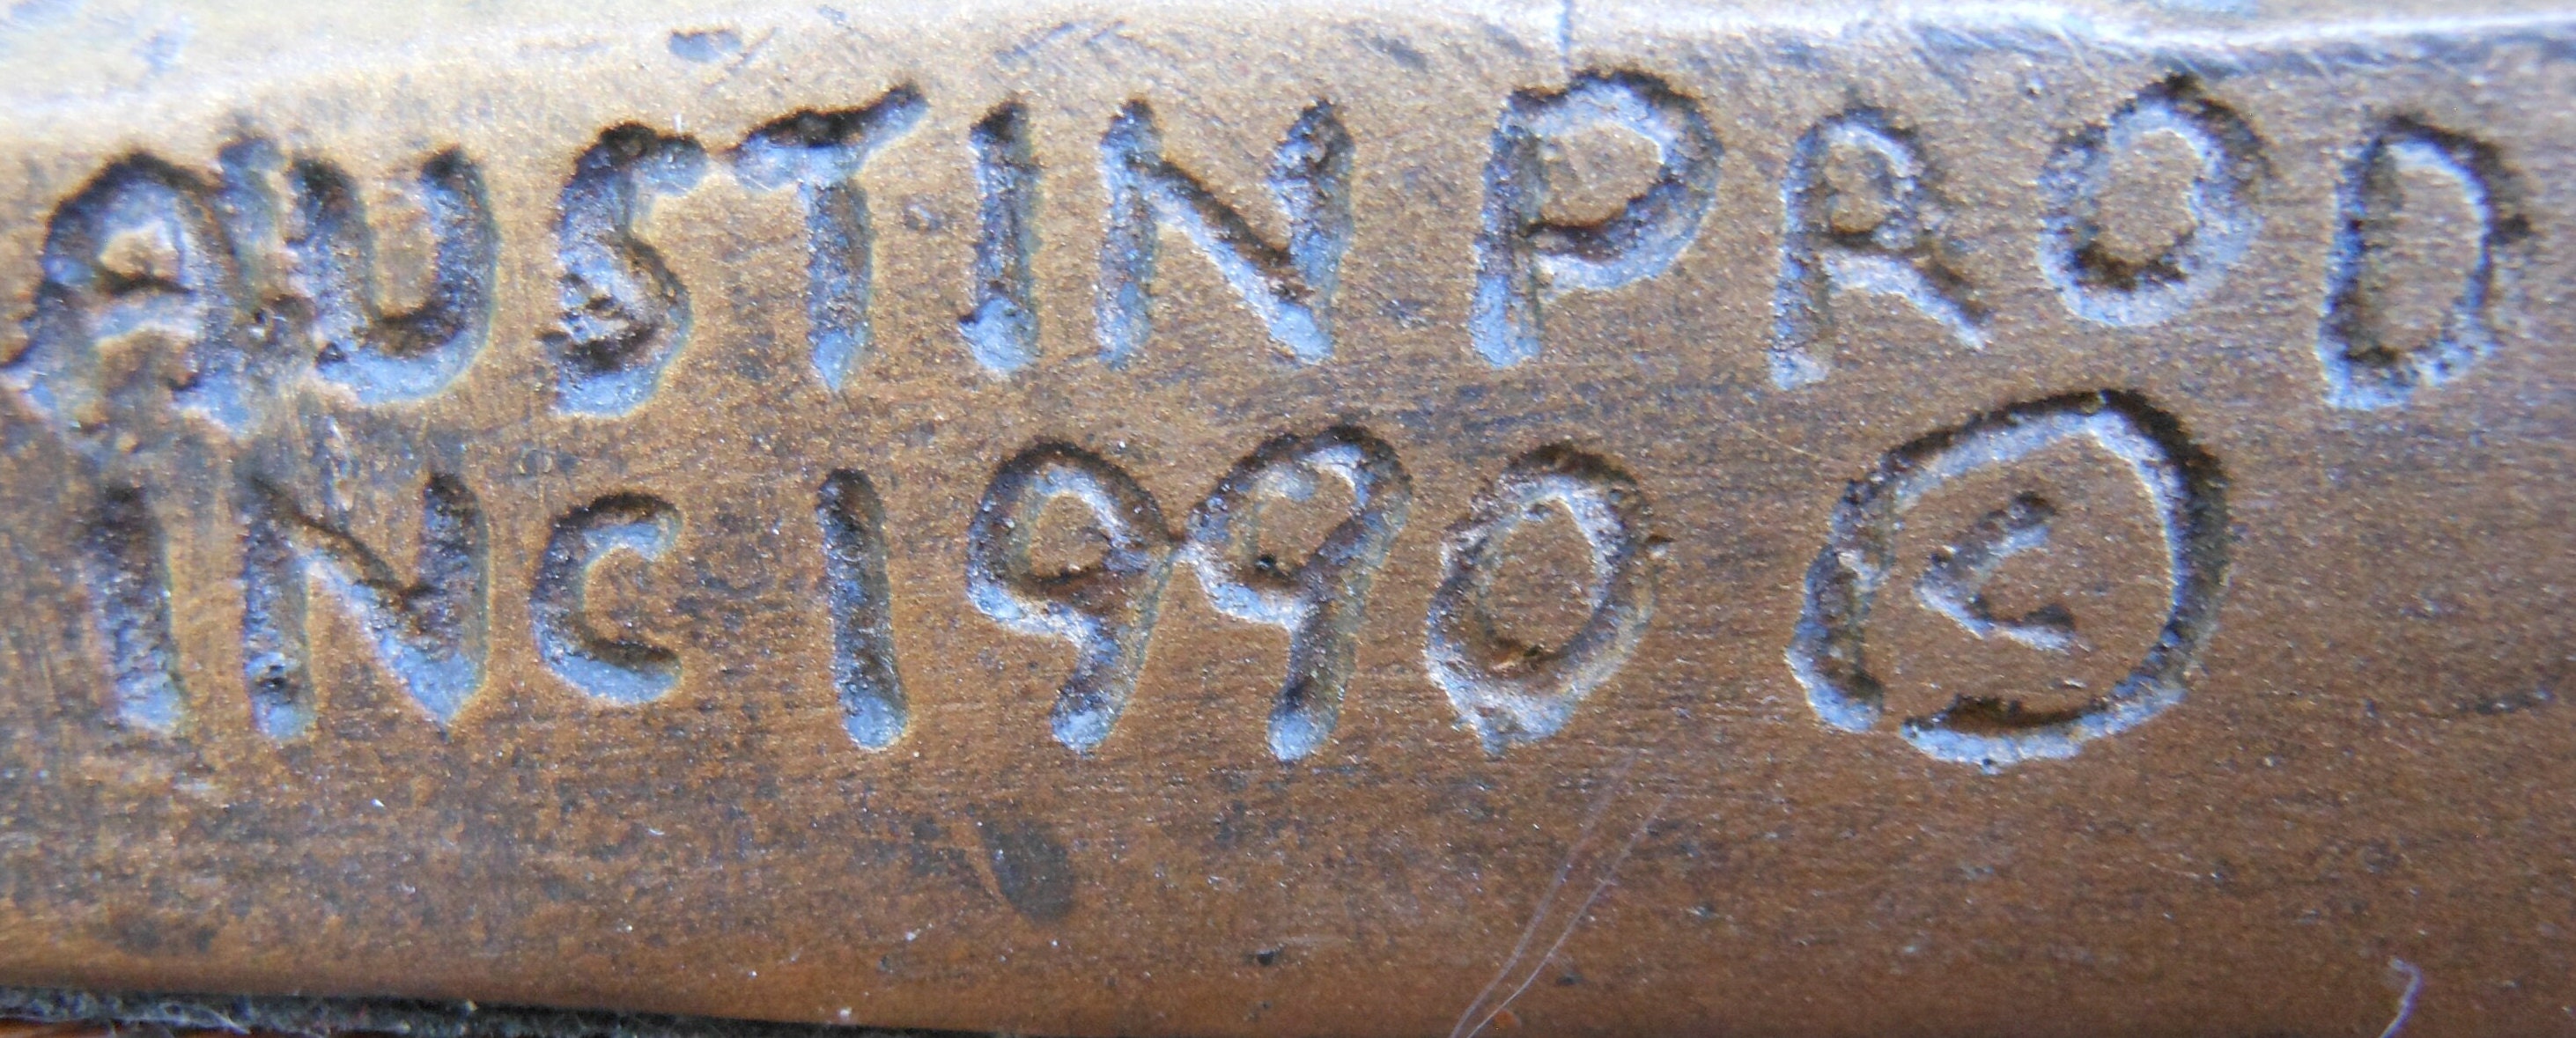 AUSTIN PROD
INC 1990 ©